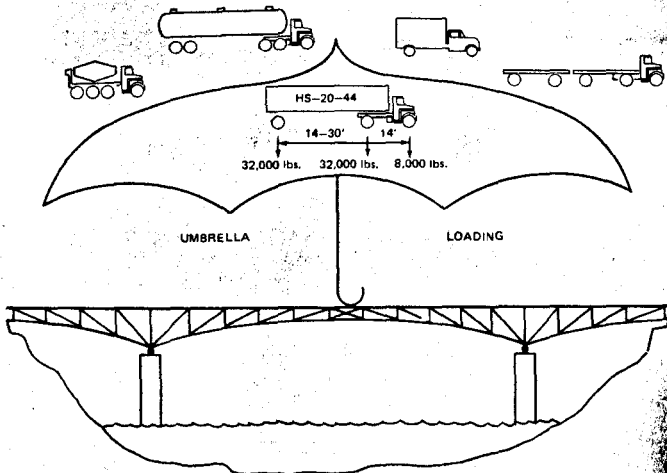 HS-20-44
14-30' 14'
32,000 lbs. 32,000 lbs. 8,000 lbs.
UMBRELLA LOADING